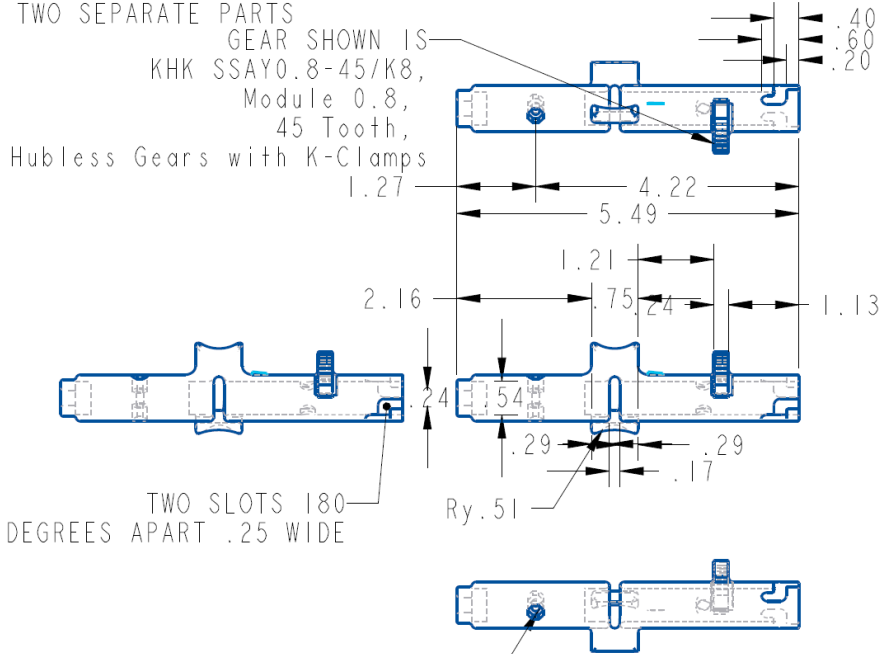 TWO SEPARATE PARTS
GEAR SHOWN IS
KHK SSAY0.8-45/K8,
Module 0.8,
45 Tooth,
Hubless Gears with K-Clamps
.40
.60
.20
1.27
4.22
5.49
1.21
2.16
.75
.24
1.13
.24
.54
.29
.29
.17
Ry.51
TWO SLOTS 180
DEGREES APART .25 WIDE